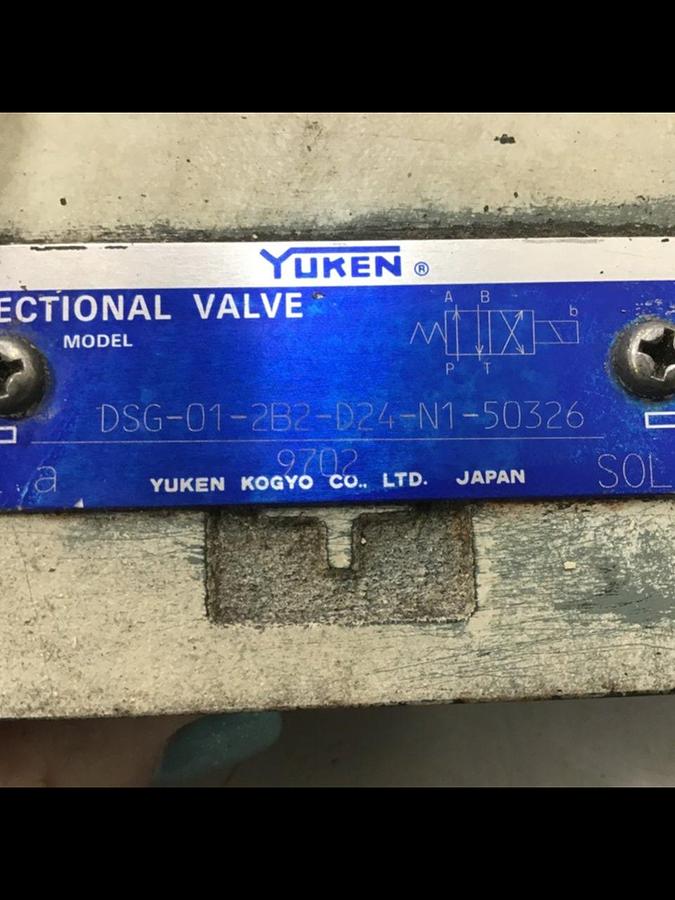 YUKEN ®
ECTIONAL VALVE
A B
b
MODEL
P T
DSG-01-2B2-D24-N1-50326
9702
a YUKEN KOGYO CO., LTD. JAPAN SOL